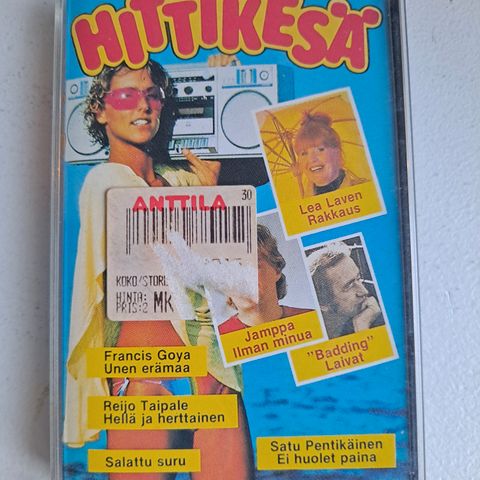 HITTIKESÄ
Lea Laven
Rakkaus
ANTTILA
30
KOKO/STORL
HINTA:
PRIS:2 MK
Jamppa
Ilman minua
"Badding"
Laivat
Francis Goya
Unen erämaa
Reijo Taipale
Hellä ja herttainen
Salattu suru
Satu Pentikäinen
Ei huolet paina